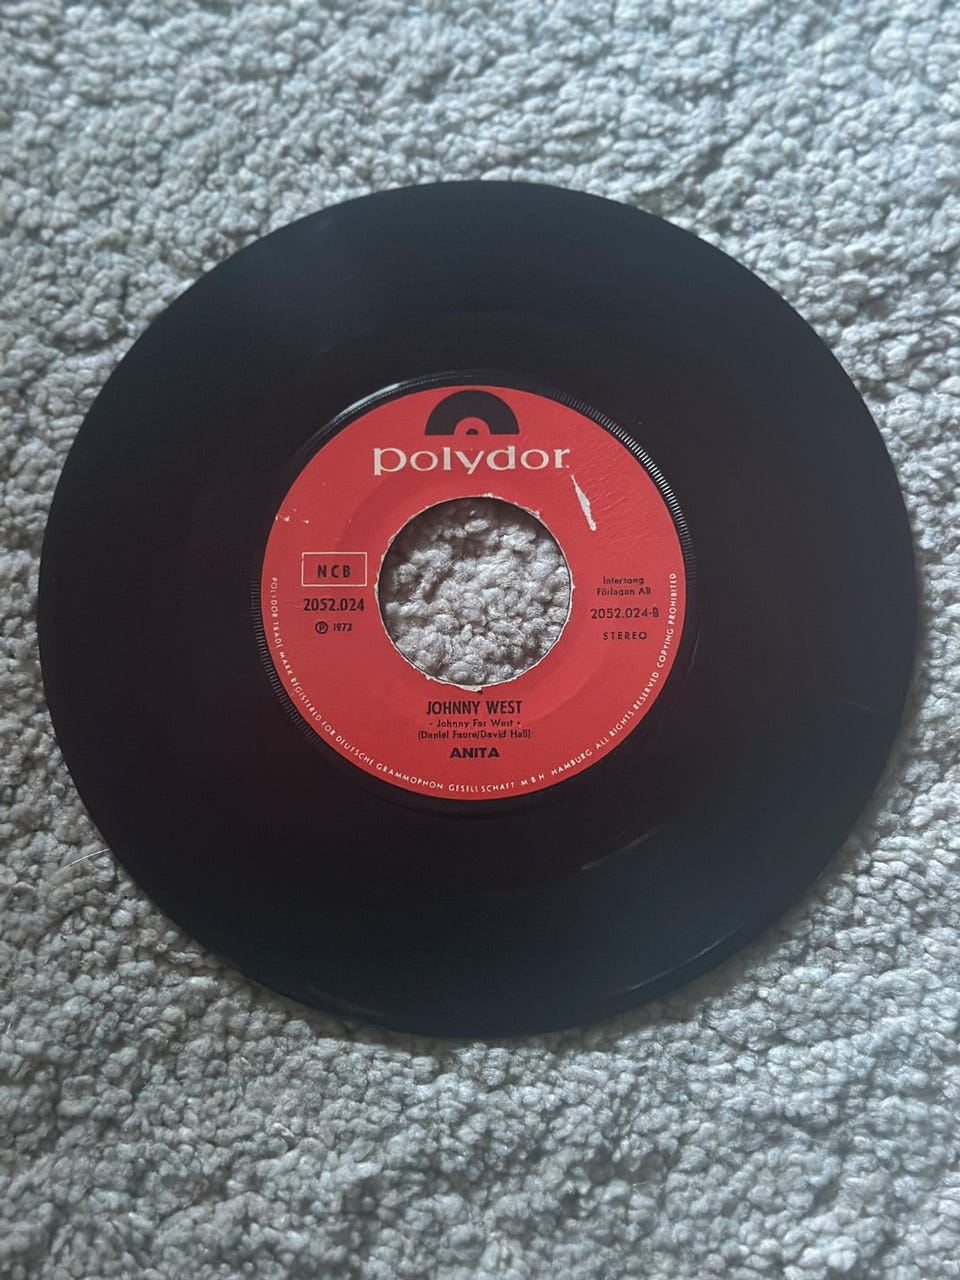 polydor
NCB
2052.024
Ⓟ 1973
Intersong
Förlagen AB
2052.024-B
STEREO
JOHNNY WEST
- Johnny Far West -
(Daniel Faure/David Hall)
ANITA
POLYDOR TRADE MARK REGISTERED FOR DEUTSCHE GRAMMOPHON GESELLSCHAFT M B H HAMBURG ALL RIGHTS RESERVED COPYING PROHIBITED